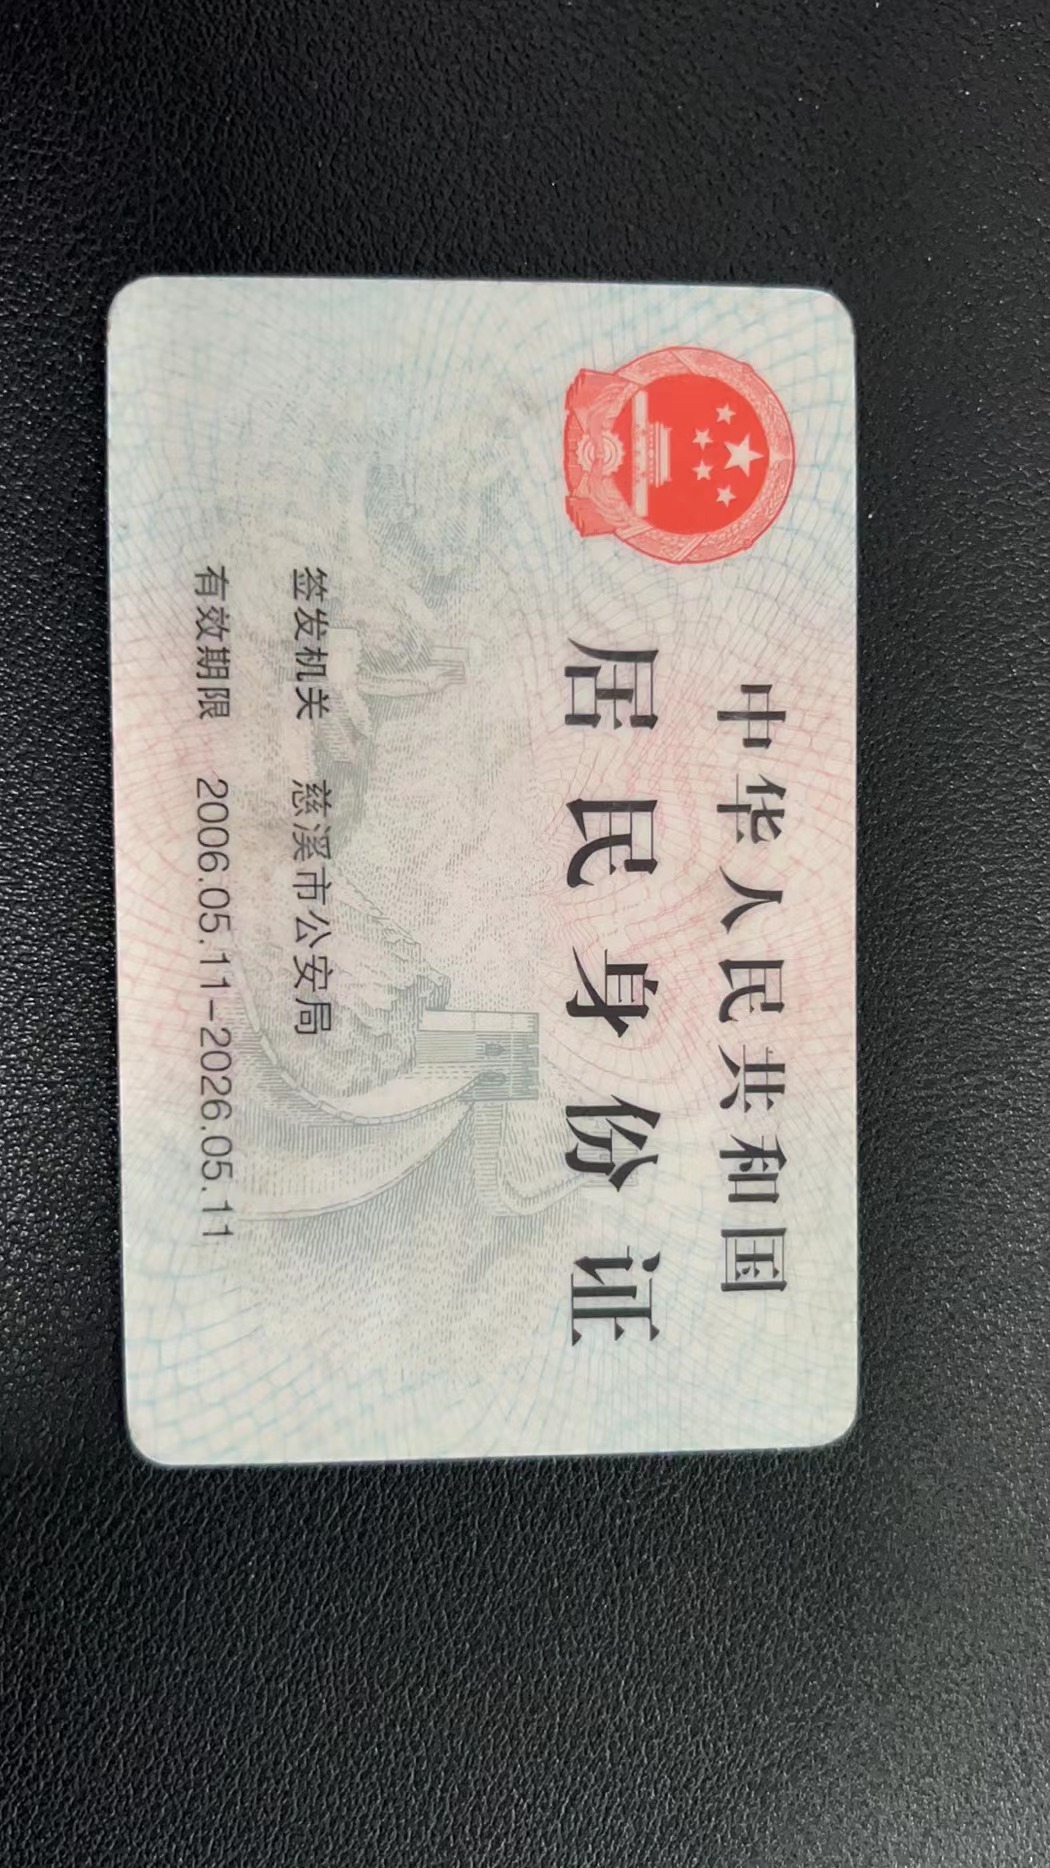 中华人民共和国
居民身份证
签发机关 慈溪市公安局
有效期限 2006.05.11-2026.05.11